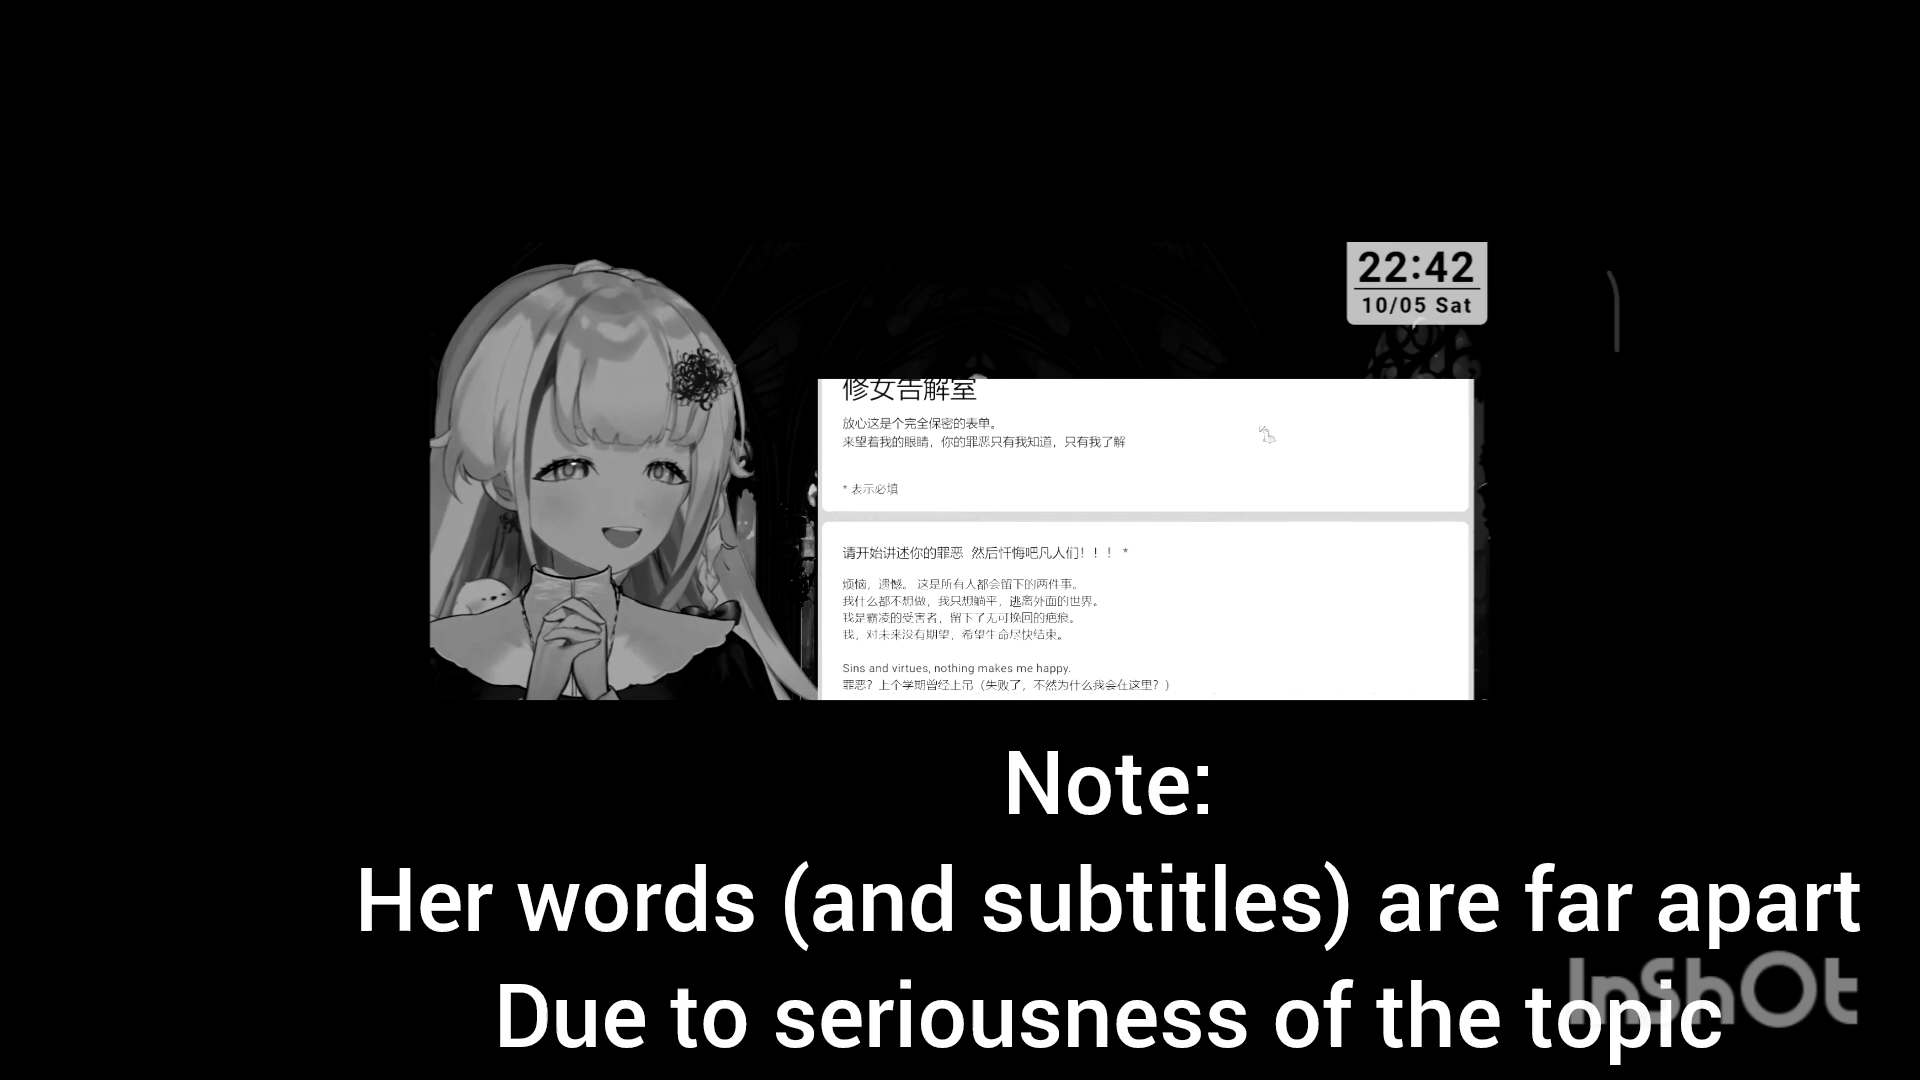 22:42
10/05 Sat
修女告解室
放心这是个完全保密的表单。
来望着我的眼睛，你的罪恶只有我知道，只有我了解
* 表示必填
请开始讲述你的罪恶 然后忏悔吧凡人们！！！ *
烦恼，遗憾。 这是所有人都会留下的两件事。
我什么都不想做，我只想躺平，逃离外面的世界。
我是霸凌的受害者，留下了无可挽回的疤痕。
我，对未来没有期望，希望生命尽快结束。
Sins and virtues, nothing makes me happy.
罪恶？上个学期曾经上吊（失败了，不然为什么我会在这里？）
Note:
Her words (and subtitles) are far apart
Due to seriousness of the topic
InShOt